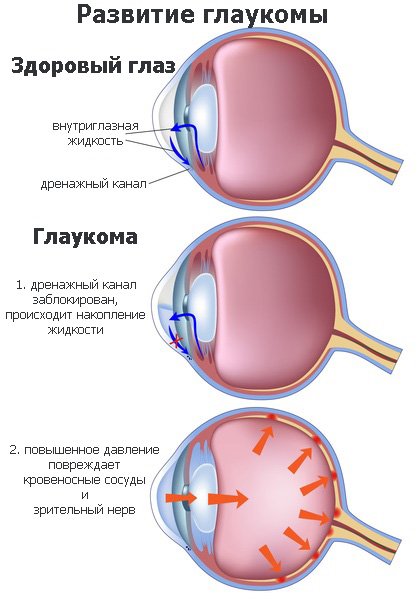 Развитие глаукомы
Здоровый глаз
внутриглазная
жидкость
дренажный канал
Глаукома
1. дренажный канал
заблокирован,
происходит накопление
жидкости
2. повышенное давление
повреждает
кровеносные сосуды
и
зрительный нерв